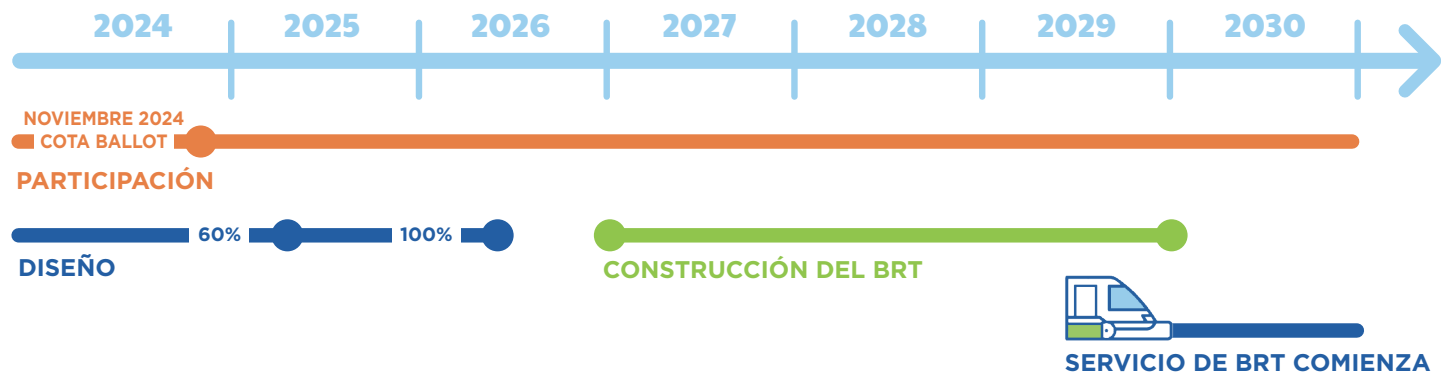 2024 2025 2026 2027 2028 2029 2030
NOVIEMBRE 2024
COTA BALLOT
PARTICIPACIÓN
60% 100%
DISEÑO
CONSTRUCCIÓN DEL BRT
SERVICIO DE BRT COMIENZA